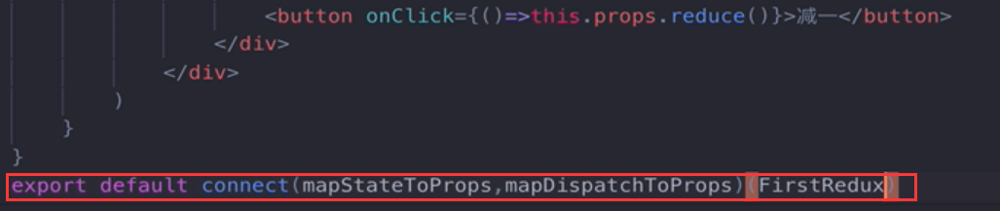 <button onClick={()=>this.props.reduce()}>减一</button>
</div>
</div>
)
}
}
export default connect(mapStateToProps,mapDispatchToProps)(FirstRedux)